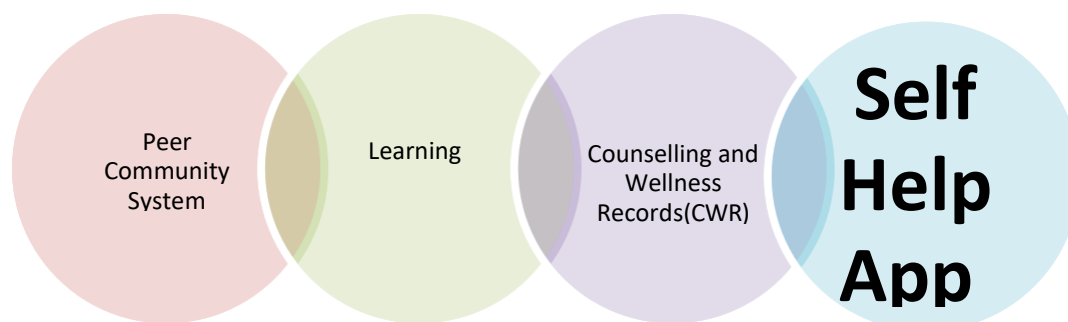 Peer
Community
System
Learning
Counselling and
Wellness
Records(CWR)
Self
Help
App